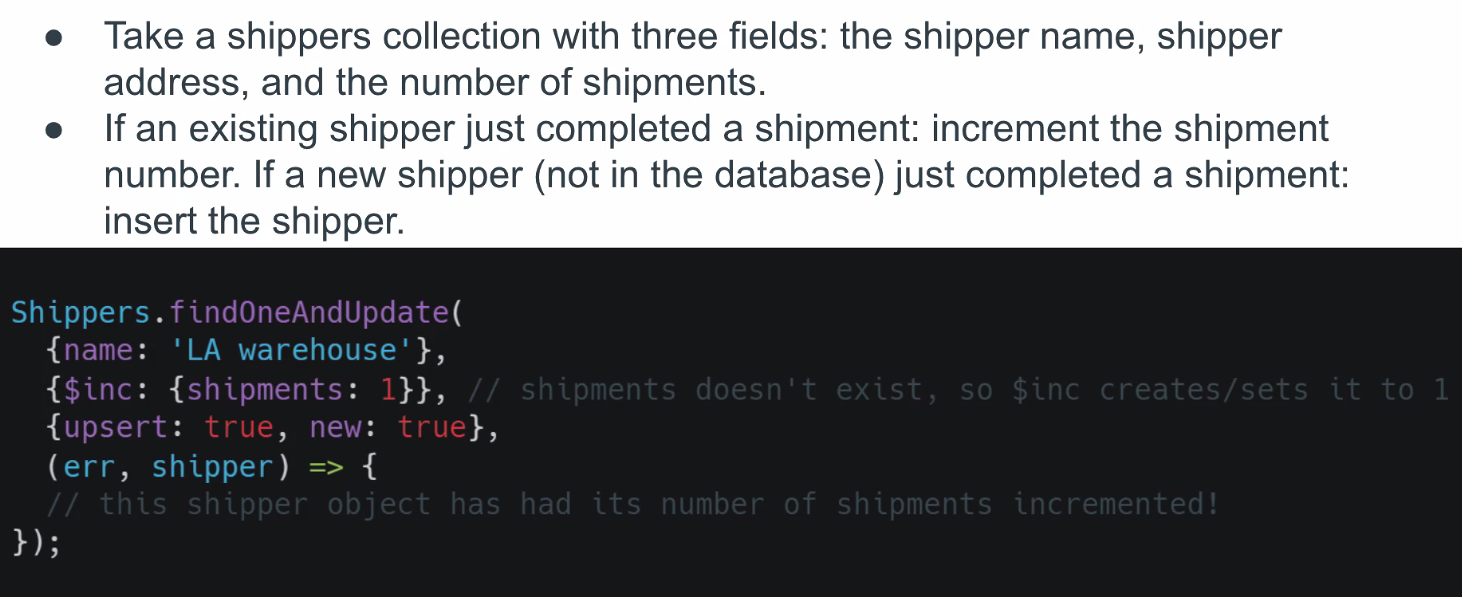 ● Take a shippers collection with three fields: the shipper name, shipper
address, and the number of shipments.
● If an existing shipper just completed a shipment: increment the shipment
number. If a new shipper (not in the database) just completed a shipment:
insert the shipper.
Shippers.findOneAndUpdate(
  {name: 'LA warehouse'},
  {$inc: {shipments: 1}}, // shipments doesn't exist, so $inc creates/sets it to 1
  {upsert: true, new: true},
  (err, shipper) => {
  // this shipper object has had its number of shipments incremented!
});